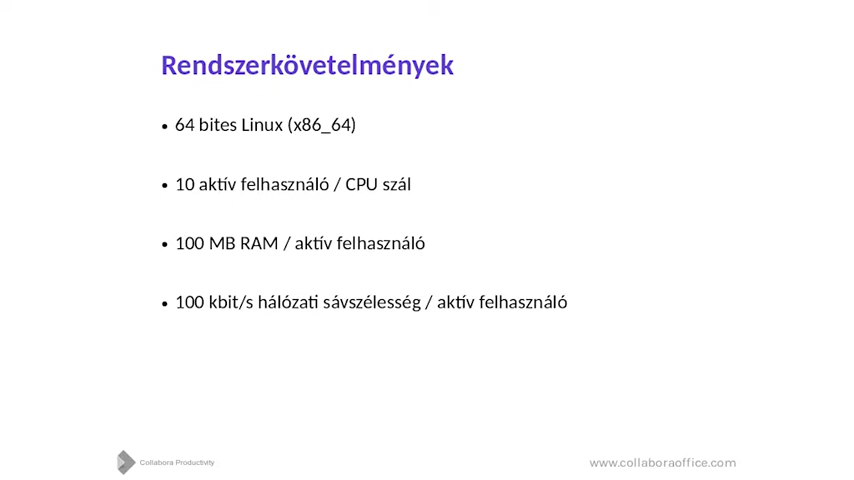 Rendszerkövetelmények
• 64 bites Linux (x86_64)
• 10 aktív felhasználó / CPU szál
• 100 MB RAM / aktív felhasználó
• 100 kbit/s hálózati sávszélesség / aktív felhasználó
Collabora Productivity
www.collaboraoffice.com